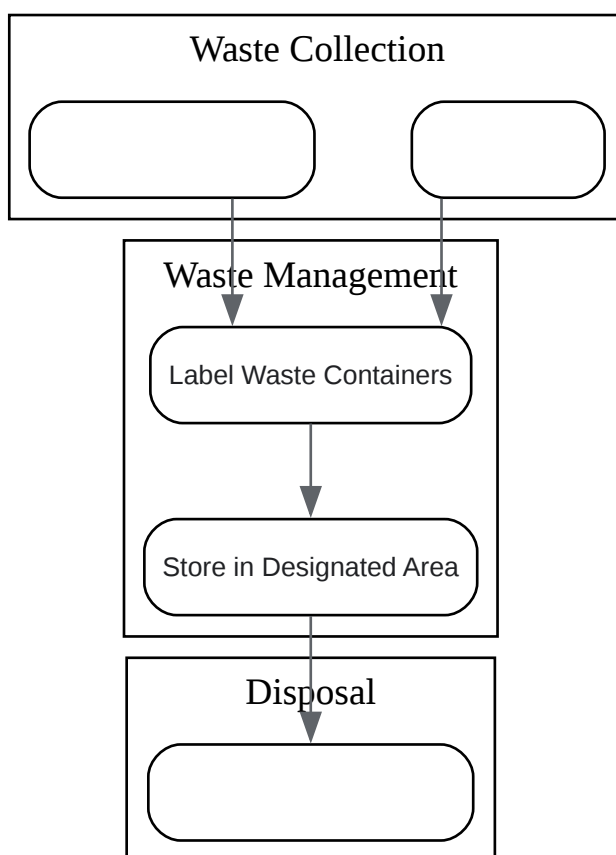 Waste Collection
Waste Management
Label Waste Containers
Store in Designated Area
Disposal